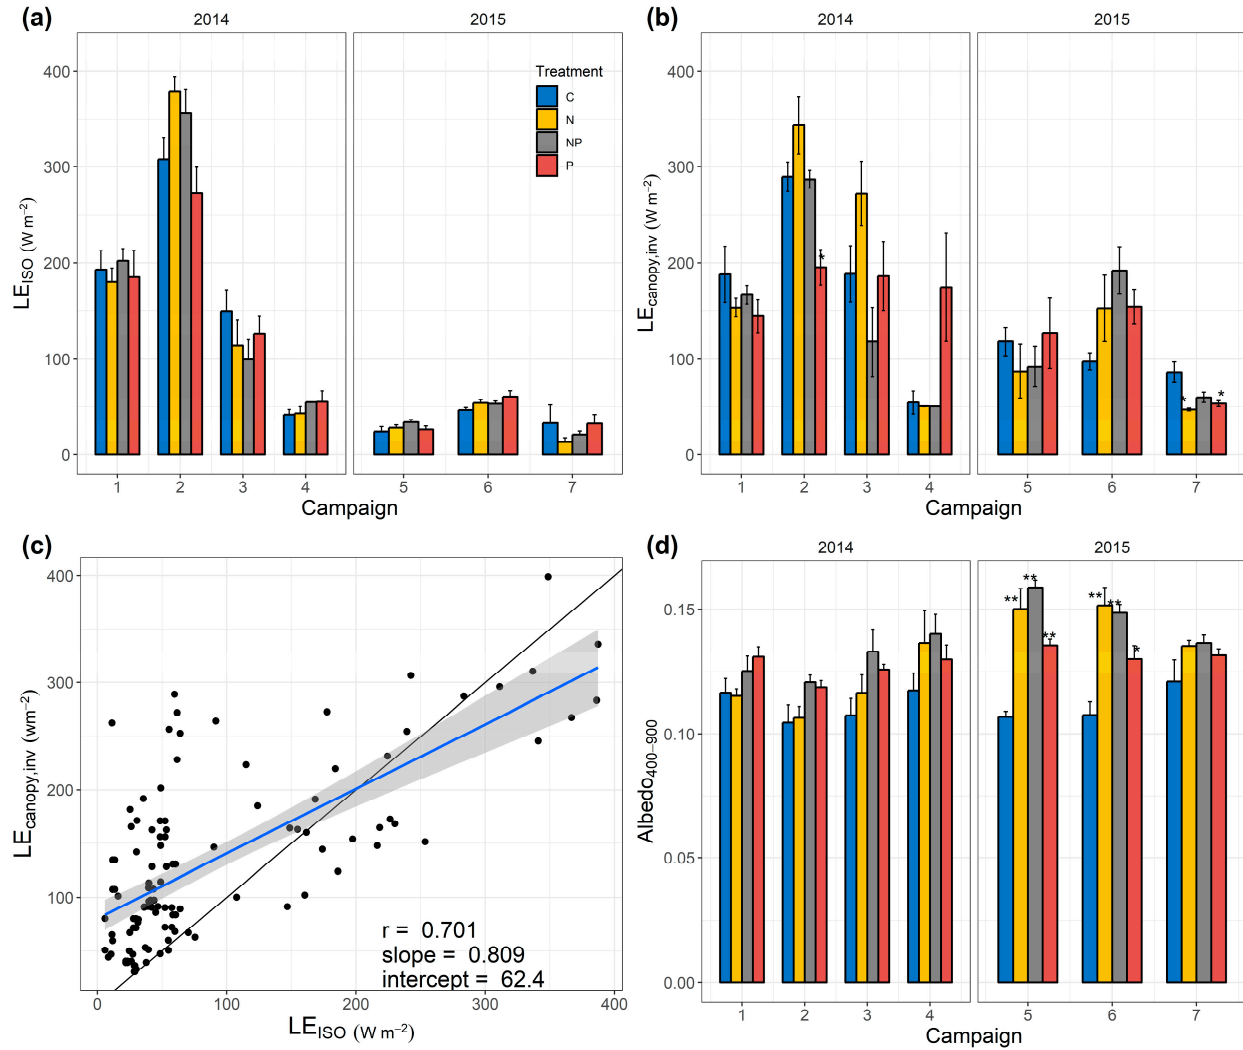 (a)
2014
2015
400
300
200
100
0
LE_ISO (W m⁻²)
Treatment
C
N
NP
P
1
2
3
4
5
6
7
Campaign
(b)
2014
2015
400
300
200
100
0
LE_canopy,inv (W m⁻²)
*
*
*
1
2
3
4
5
6
7
Campaign
(c)
400
300
200
100
LE_canopy,inv (wm⁻²)
r = 0.701
slope = 0.809
intercept = 62.4
0
100
200
300
400
LE_ISO (W m⁻²)
(d)
2014
2015
0.15
0.10
0.05
0.00
Albedo₄₀₀₋₉₀₀
**
**
**
**
**
*
1
2
3
4
5
6
7
Campaign